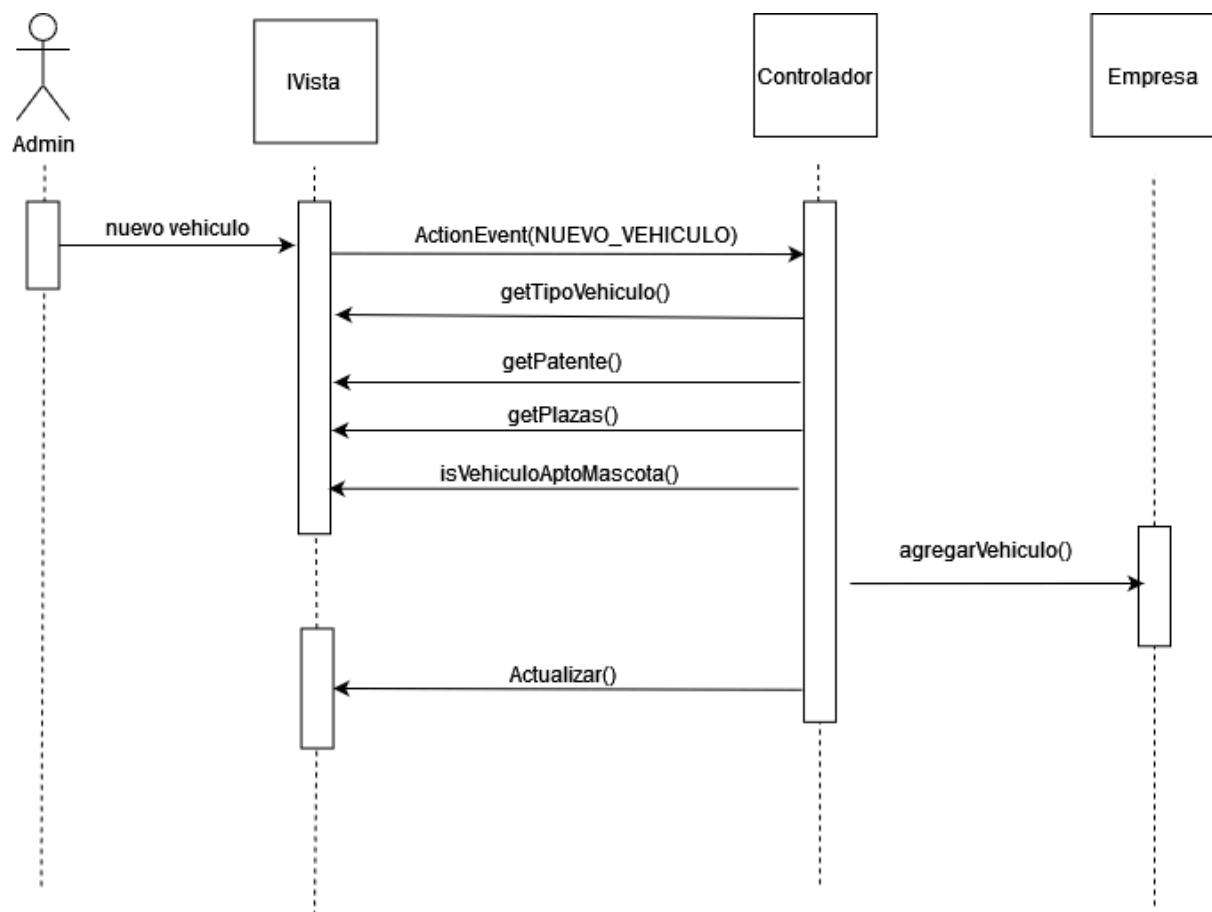 Admin
IVista
Controlador
Empresa
nuevo vehiculo
ActionEvent(NUEVO_VEHICULO)
getTipoVehiculo()
getPatente()
getPlazas()
isVehiculoAptoMascota()
agregarVehiculo()
Actualizar()